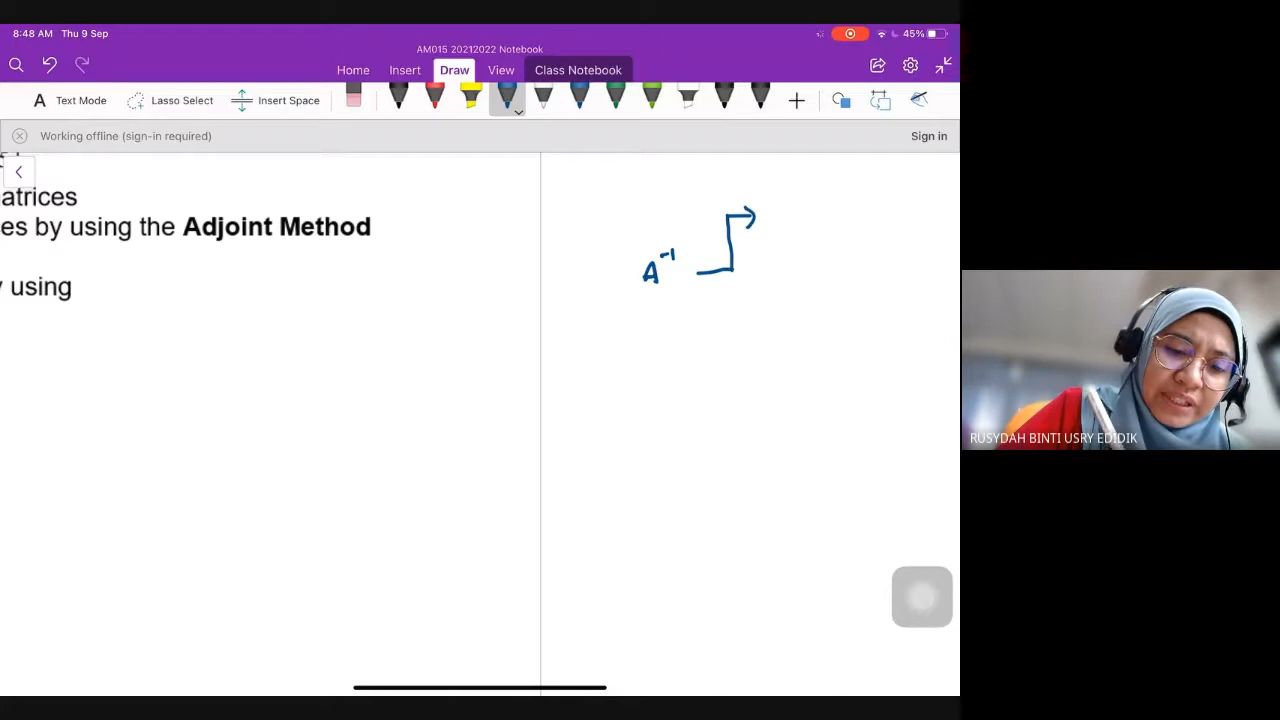 8:48 AM Thu 9 Sep
45%
AM015 20212022 Notebook
Home Insert Draw View Class Notebook
A Text Mode Lasso Select Insert Space
Working offline (sign-in required) Sign in
atrices
es by using the Adjoint Method
A⁻¹
y using
RUSYDAH BINTI USRY EDIDIK